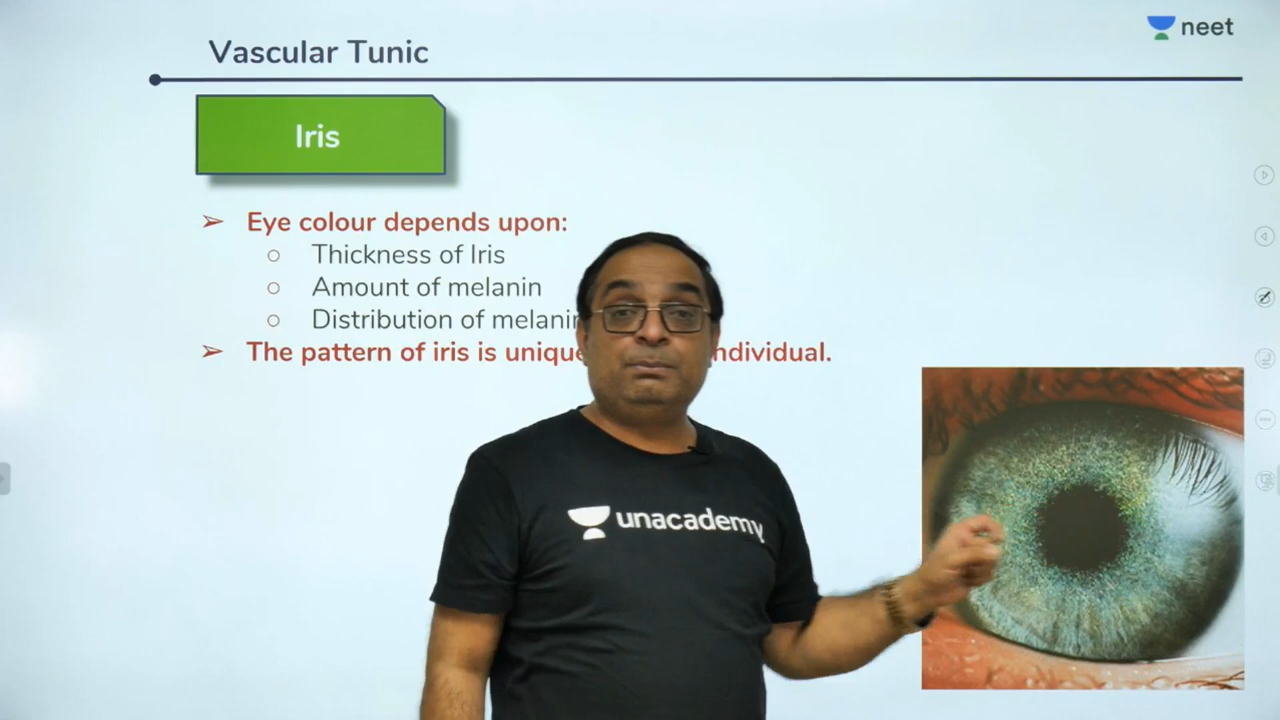 neet
Vascular Tunic
Iris
➢ Eye colour depends upon:
○ Thickness of Iris
○ Amount of melanin
○ Distribution of
➢ The pattern of iris is
unacademy